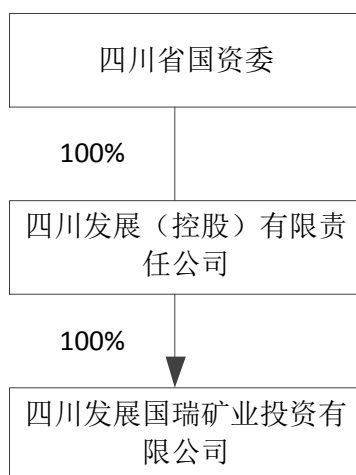 四川省国资委
100%
四川发展（控股）有限责
任公司
100%
四川发展国瑞矿业投资有
限公司